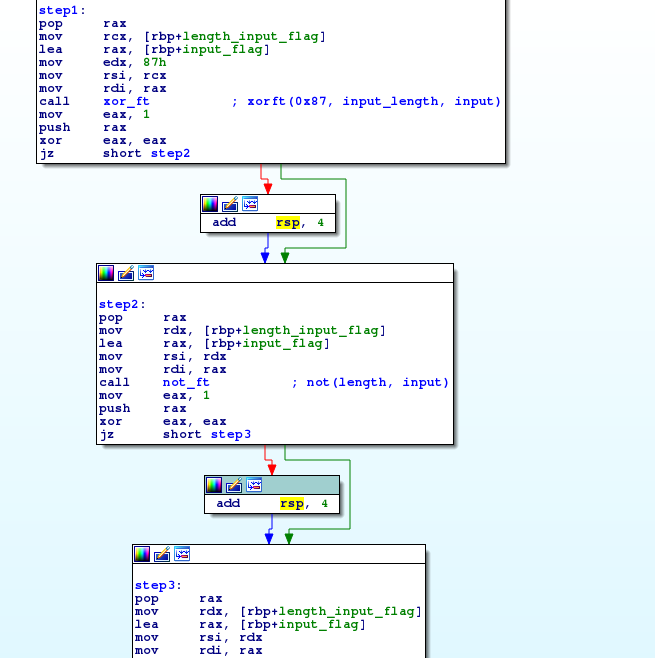 step1:
pop rax
mov rcx, [rbp+length_input_flag]
lea rax, [rbp+input_flag]
mov edx, 87h
mov rsi, rcx
mov rdi, rax
call xor_ft ; xorft(0x87, input_length, input)
mov eax, 1
push rax
xor eax, eax
jz short step2
add rsp, 4
step2:
pop rax
mov rdx, [rbp+length_input_flag]
lea rax, [rbp+input_flag]
mov rsi, rdx
mov rdi, rax
call not_ft ; not(length, input)
mov eax, 1
push rax
xor eax, eax
jz short step3
add rsp, 4
step3:
pop rax
mov rdx, [rbp+length_input_flag]
lea rax, [rbp+input_flag]
mov rsi, rdx
mov rdi, rax